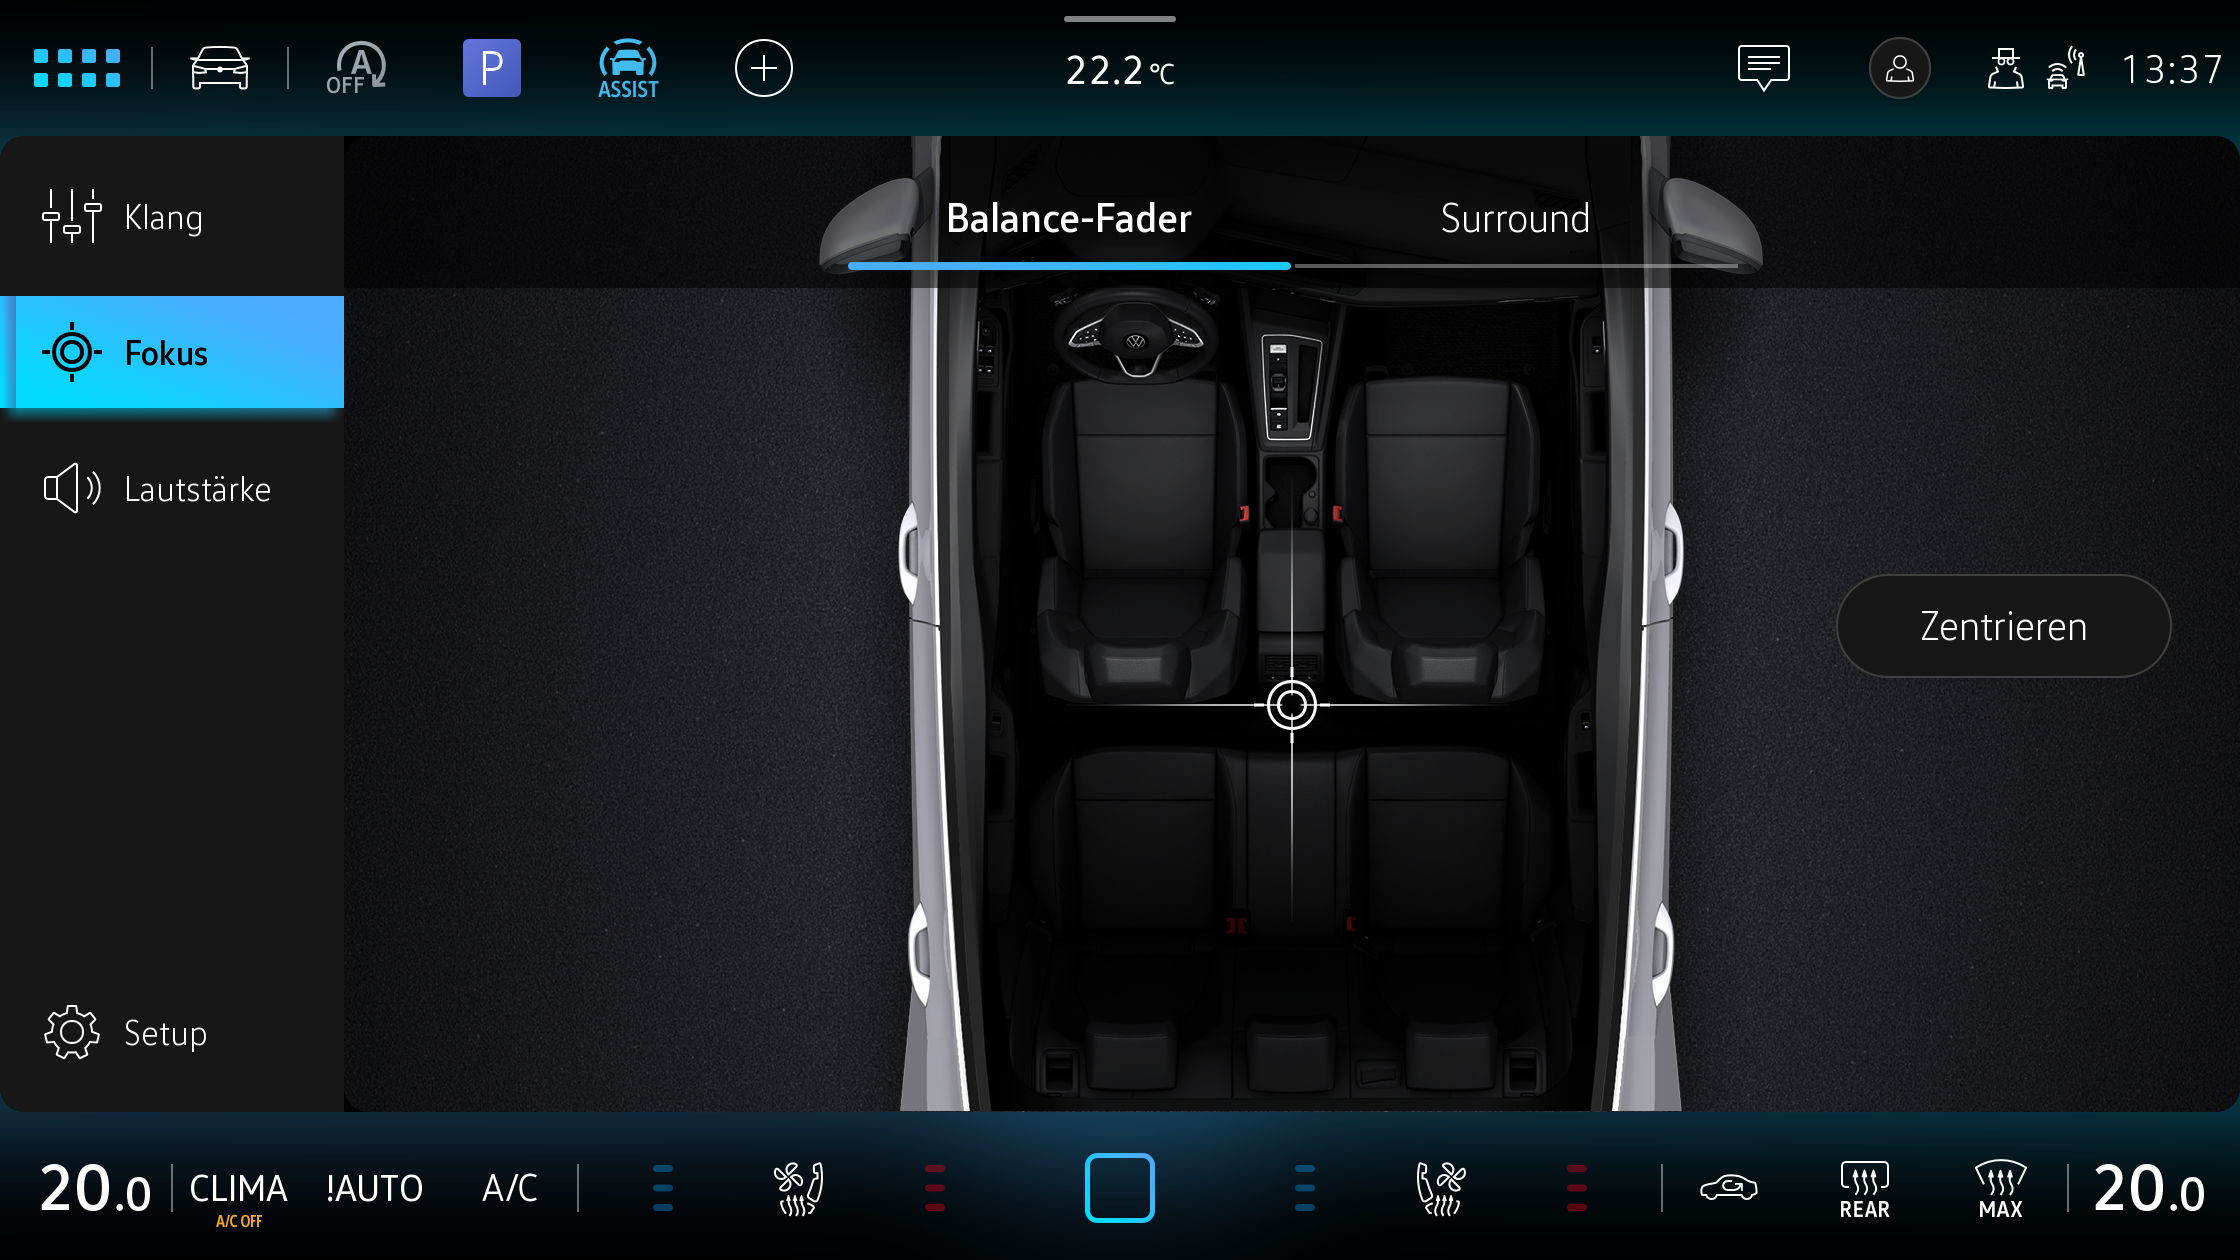 A
OFF
P
ASSIST
22.2 °C
13:37
Klang
Balance-Fader
Surround
Fokus
Lautstärke
Zentrieren
Setup
20.0
CLIMA
A/C OFF
!AUTO
A/C
REAR
MAX
20.0